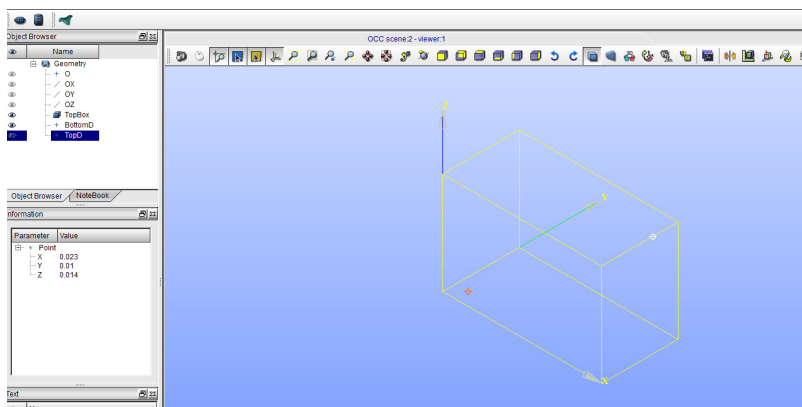 Object Browser
OCC scene:2 - viewer:1
Name
Geometry
O
OX
OY
OZ
TopBox
BottomD
TopD
Object Browser
NoteBook
nformation
Parameter
Value
Point
X 0.023
Y 0.01
Z 0.014
Text
Z
Y
X